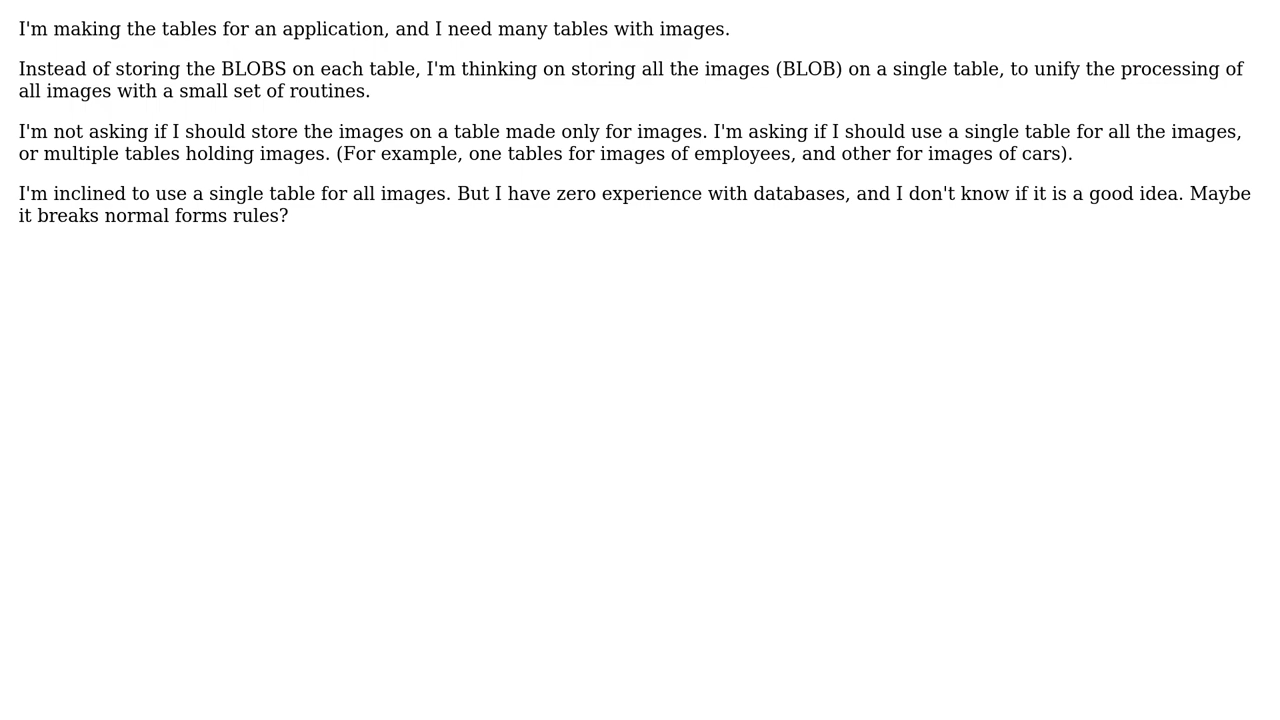 I'm making the tables for an application, and I need many tables with images.
Instead of storing the BLOBS on each table, I'm thinking on storing all the images (BLOB) on a single table, to unify the processing of
all images with a small set of routines.
I'm not asking if I should store the images on a table made only for images. I'm asking if I should use a single table for all the images,
or multiple tables holding images. (For example, one tables for images of employees, and other for images of cars).
I'm inclined to use a single table for all images. But I have zero experience with databases, and I don't know if it is a good idea. Maybe
it breaks normal forms rules?